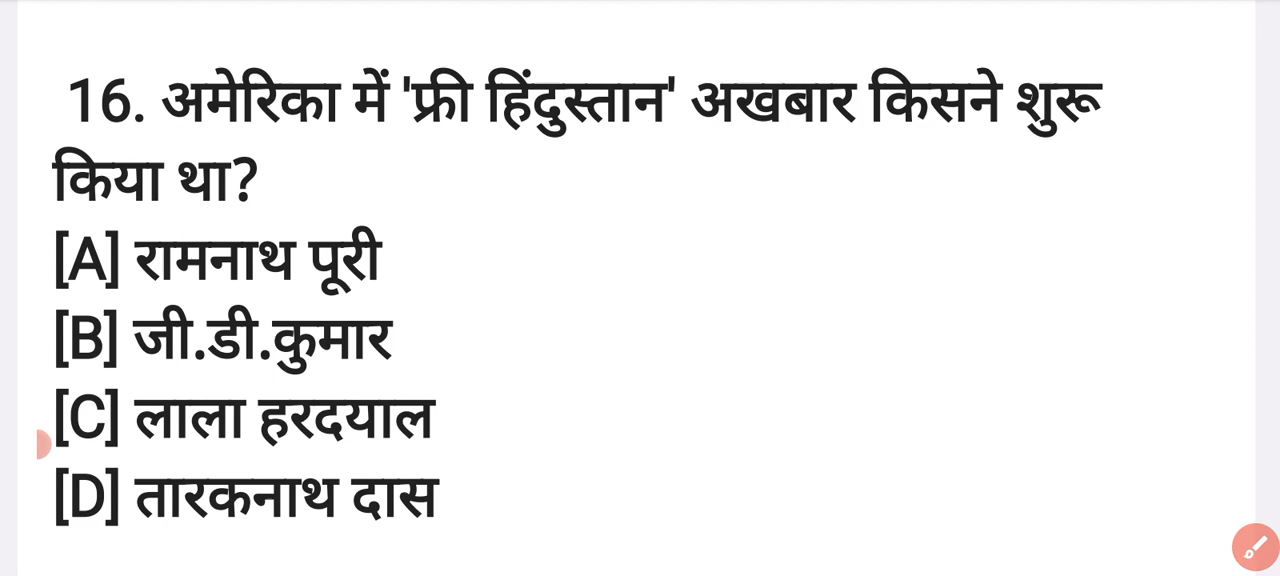 16. अमेरिका में 'फ्री हिंदुस्तान' अखबार किसने शुरू
किया था?
[A] रामनाथ पूरी
[B] जी.डी.कुमार
[C] लाला हरदयाल
[D] तारकनाथ दास